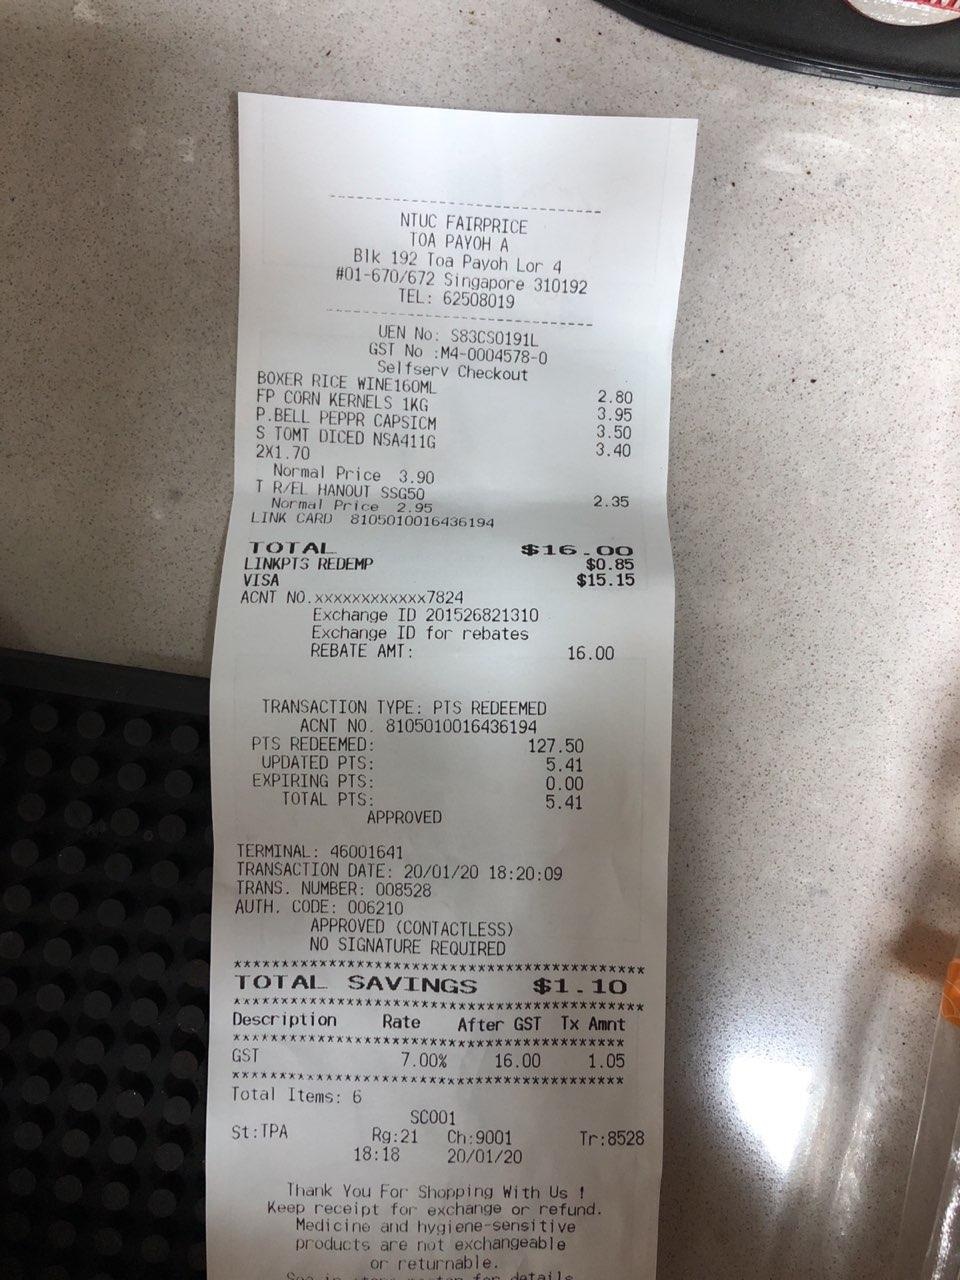 NTUC FAIRPRICE
TOA PAYOH A
Blk 192 Toa Payoh Lor 4
#01-670/672 Singapore 310192
TEL: 62508019
UEN No: S83CS0191L
GST No :M4-0004578-0
Selfserv Checkout
BOXER RICE WINE160ML 2.80
FP CORN KERNELS 1KG 3.95
P.BELL PEPPR CAPSICM 3.50
S TOMT DICED NSA411G 3.40
2X1.70
Normal Price 3.90
T R/EL HANOUT SSG50 2.35
Normal Price 2.95
LINK CARD 8105010016436194
TOTAL $16.00
LINKPTS REDEMP $0.85
VISA $15.15
ACNT NO.xxxxxxxxxxxx7824
Exchange ID 201526821310
Exchange ID for rebates
REBATE AMT: 16.00
TRANSACTION TYPE: PTS REDEEMED
ACNT NO. 8105010016436194
PTS REDEEMED: 127.50
UPDATED PTS: 5.41
EXPIRING PTS: 0.00
TOTAL PTS: 5.41
APPROVED
TERMINAL: 46001641
TRANSACTION DATE: 20/01/20 18:20:09
TRANS. NUMBER: 008528
AUTH. CODE: 006210
APPROVED (CONTACTLESS)
NO SIGNATURE REQUIRED
TOTAL SAVINGS $1.10
Description Rate After GST Tx Amnt
GST 7.00% 16.00 1.05
Total Items: 6
SC001
St:TPA Rg:21 Ch:9001 Tr:8528
18:18 20/01/20
Thank You For Shopping With Us !
Keep receipt for exchange or refund.
Medicine and hygiene-sensitive
products are not exchangeable
or returnable.